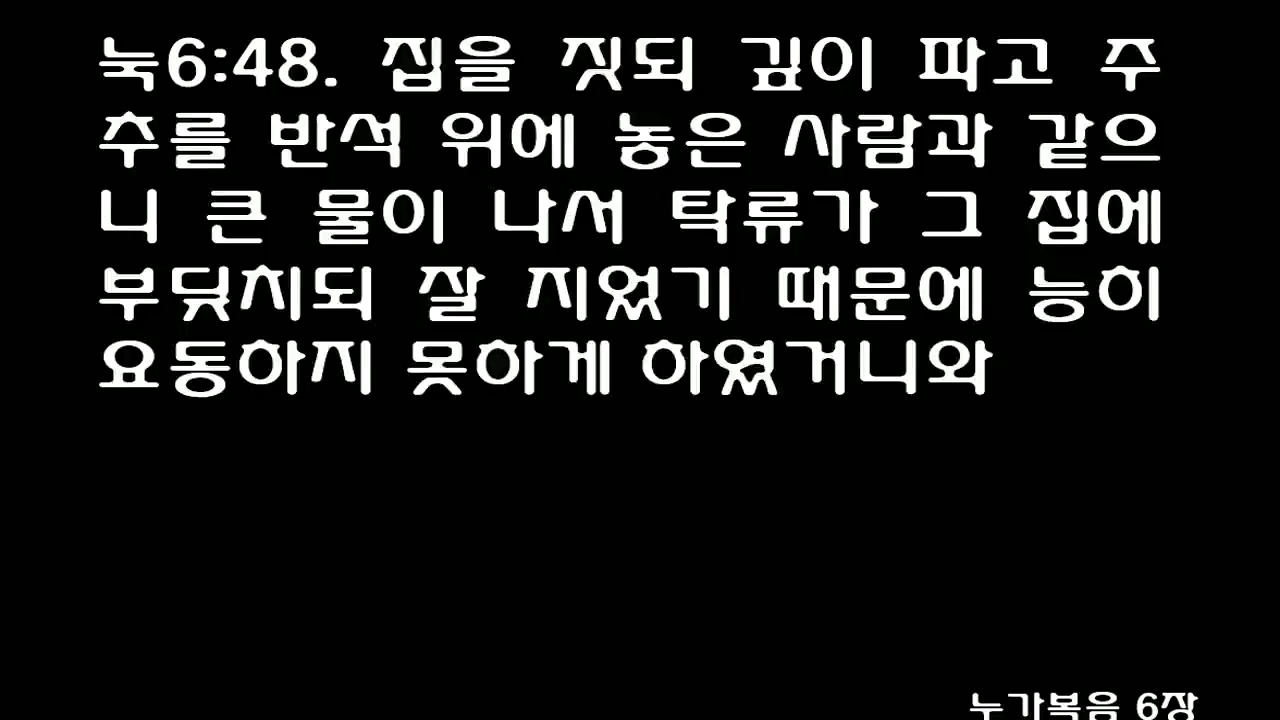 눅6:48. 집을 짓되 깊이 파고 주
추를 반석 위에 놓은 사람과 같으
니 큰 물이 나서 탁류가 그 집에
부딪치되 잘 지었기 때문에 능히
요동하지 못하게 하였거니와
누가복음 6장